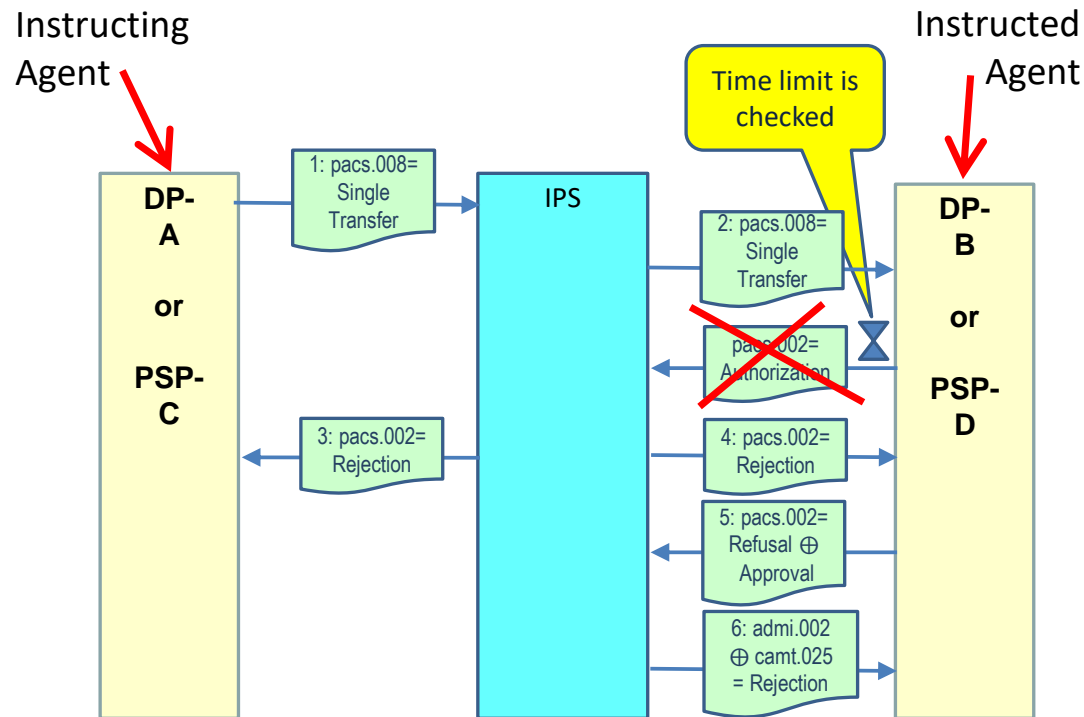 Instructing
Agent
Instructed
Agent
Time limit is
checked
1: pacs.008=
Single
Transfer
DP-
A
or
PSP-
C
IPS
DP-
B
or
PSP-
D
2: pacs.008=
Single
Transfer
pacs.002=
Authorization
3: pacs.002=
Rejection
4: pacs.002=
Rejection
5: pacs.002=
Refusal ⊕
Approval
6: admi.002
⊕ camt.025
= Rejection